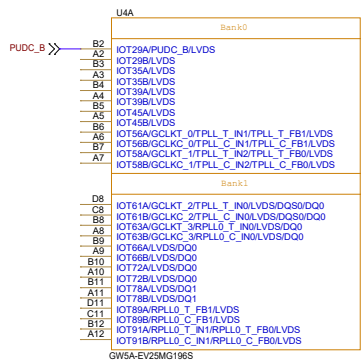 U4A
Bank0
PUDC_B
B2 IOT29A/PUDC_B/LVDS
A2 IOT29B/LVDS
B3 IOT35A/LVDS
A3 IOT35B/LVDS
B4 IOT39A/LVDS
A4 IOT39B/LVDS
B5 IOT45A/LVDS
A5 IOT45B/LVDS
B6 IOT56A/GCLKT_0/TPLL_T_IN1/TPLL_T_FB1/LVDS
A6 IOT56B/GCLKC_0/TPLL_C_IN1/TPLL_C_FB1/LVDS
B7 IOT58A/GCLKT_1/TPLL_T_IN2/TPLL_T_FB0/LVDS
A7 IOT58B/GCLKC_1/TPLL_C_IN2/TPLL_C_FB0/LVDS
Bank1
D8 IOT61A/GCLKT_2/TPLL_T_IN0/LVDS/DQS0/DQ0
C8 IOT61B/GCLKC_2/TPLL_C_IN0/LVDS/DQS0/DQ0
B8 IOT63A/GCLKT_3/RPLL0_T_IN0/LVDS/DQ0
A8 IOT63B/GCLKC_3/RPLL0_C_IN0/LVDS/DQ0
B9 IOT66A/LVDS/DQ0
A9 IOT66B/LVDS/DQ0
B10 IOT72A/LVDS/DQ0
A10 IOT72B/LVDS/DQ0
B11 IOT78A/LVDS/DQ1
A11 IOT78B/LVDS/DQ1
D11 IOT89A/RPLL0_T_FB1/LVDS
C11 IOT89B/RPLL0_C_FB1/LVDS
B12 IOT91A/RPLL0_T_IN1/RPLL0_T_FB0/LVDS
A12 IOT91B/RPLL0_C_IN1/RPLL0_C_FB0/LVDS
GW5A-EV25MG196S